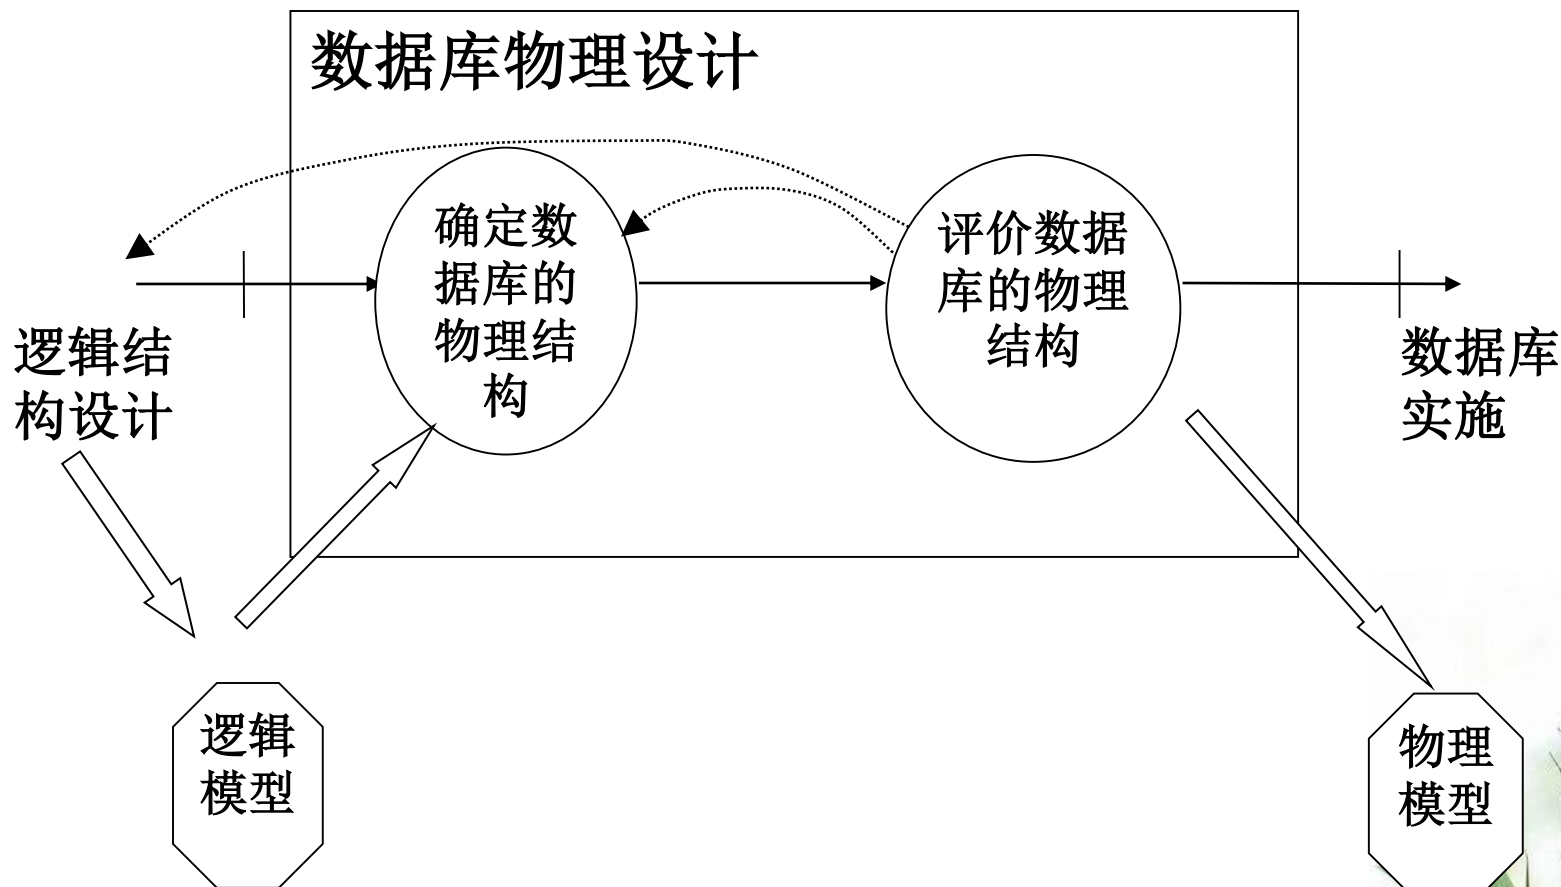 数据库物理设计
确定数
据库的
物理结
构
评价数据
库的物理
结构
逻辑结
构设计
数据库
实施
逻辑
模型
物理
模型